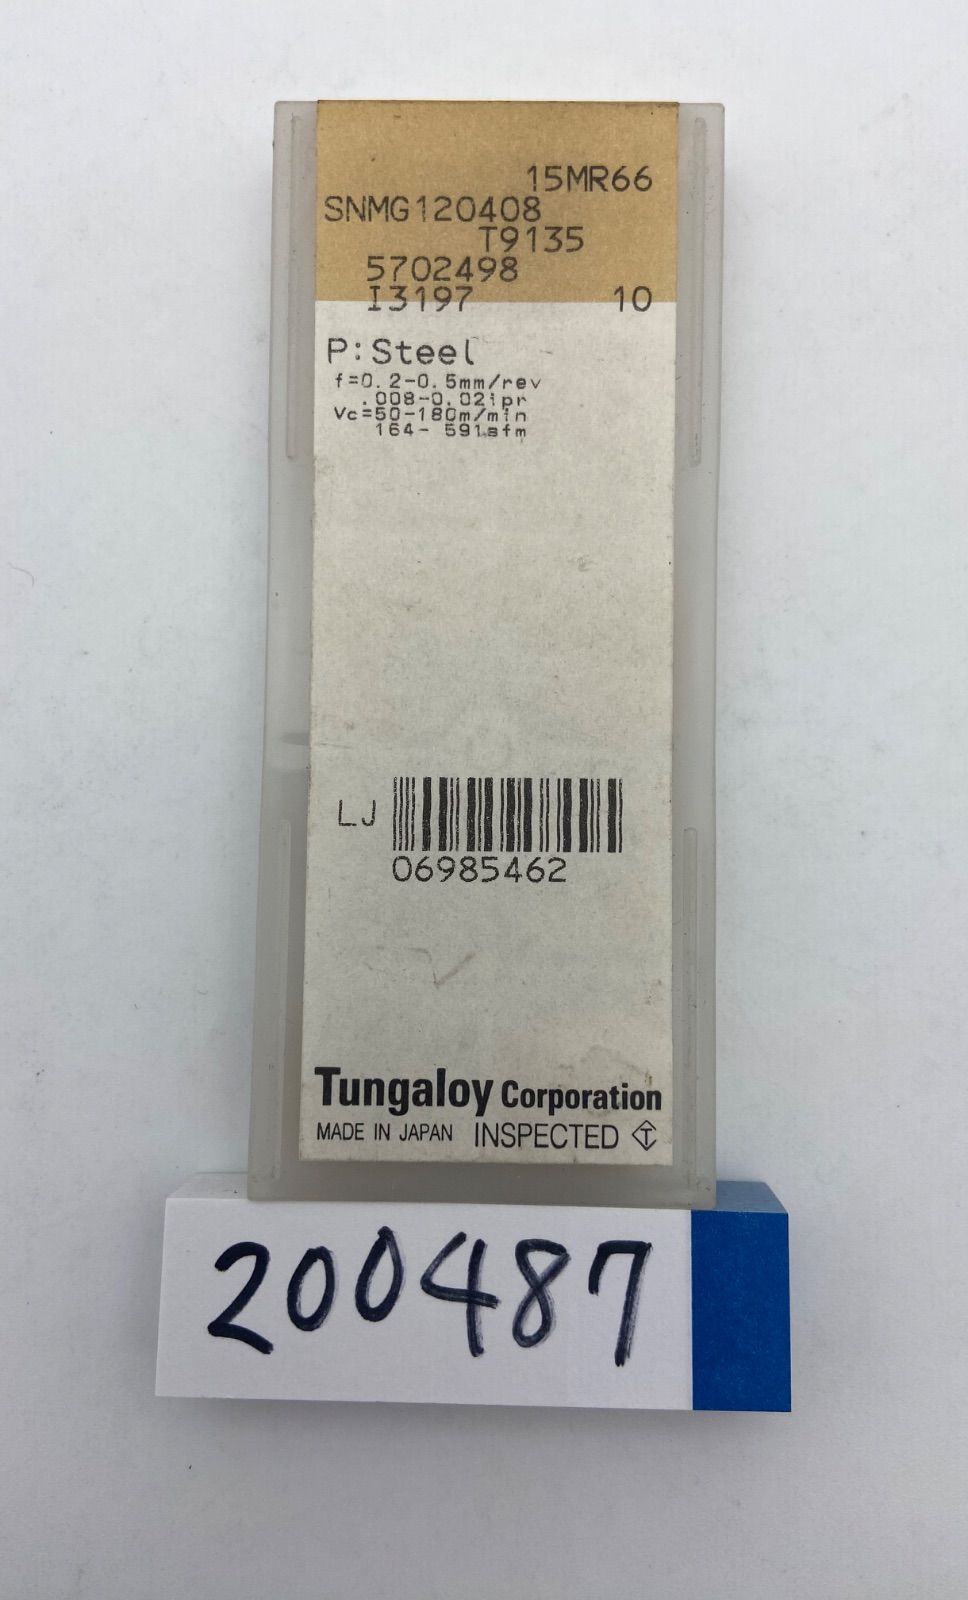 15MR66
SNMG120408
T9135
5702498
I3197 10
P:Steel
f=0.2-0.5mm/rev
.008-0.02ipr
Vc=50-180m/min
164- 591sfm
LJ
06985462
Tungaloy Corporation
MADE IN JAPAN INSPECTED T
200487